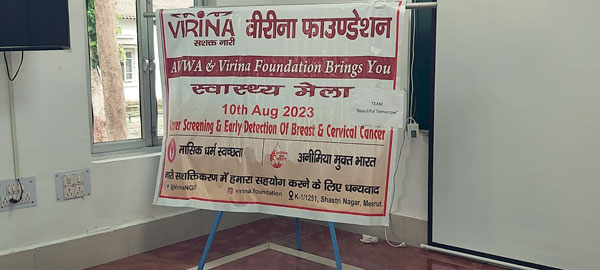 VIRINA वीरीना फाउण्डेशन
सशक्त नारी
AVWA & Virina Foundation Brings You
स्वास्थ्य मेला
TEAM
"Beautiful Tomorrow"
10th Aug 2023
Screening & Early Detection Of Breast & Cervical Cancer
मासिक धर्म स्वच्छता
अनीमिया मुक्त भारत
नारी सशक्तिकरण में हमारा सहयोग करने के लिए धन्यवाद
@VirinaNGO virina.foundation K-1/1251, Shastri Nagar, Meerut.